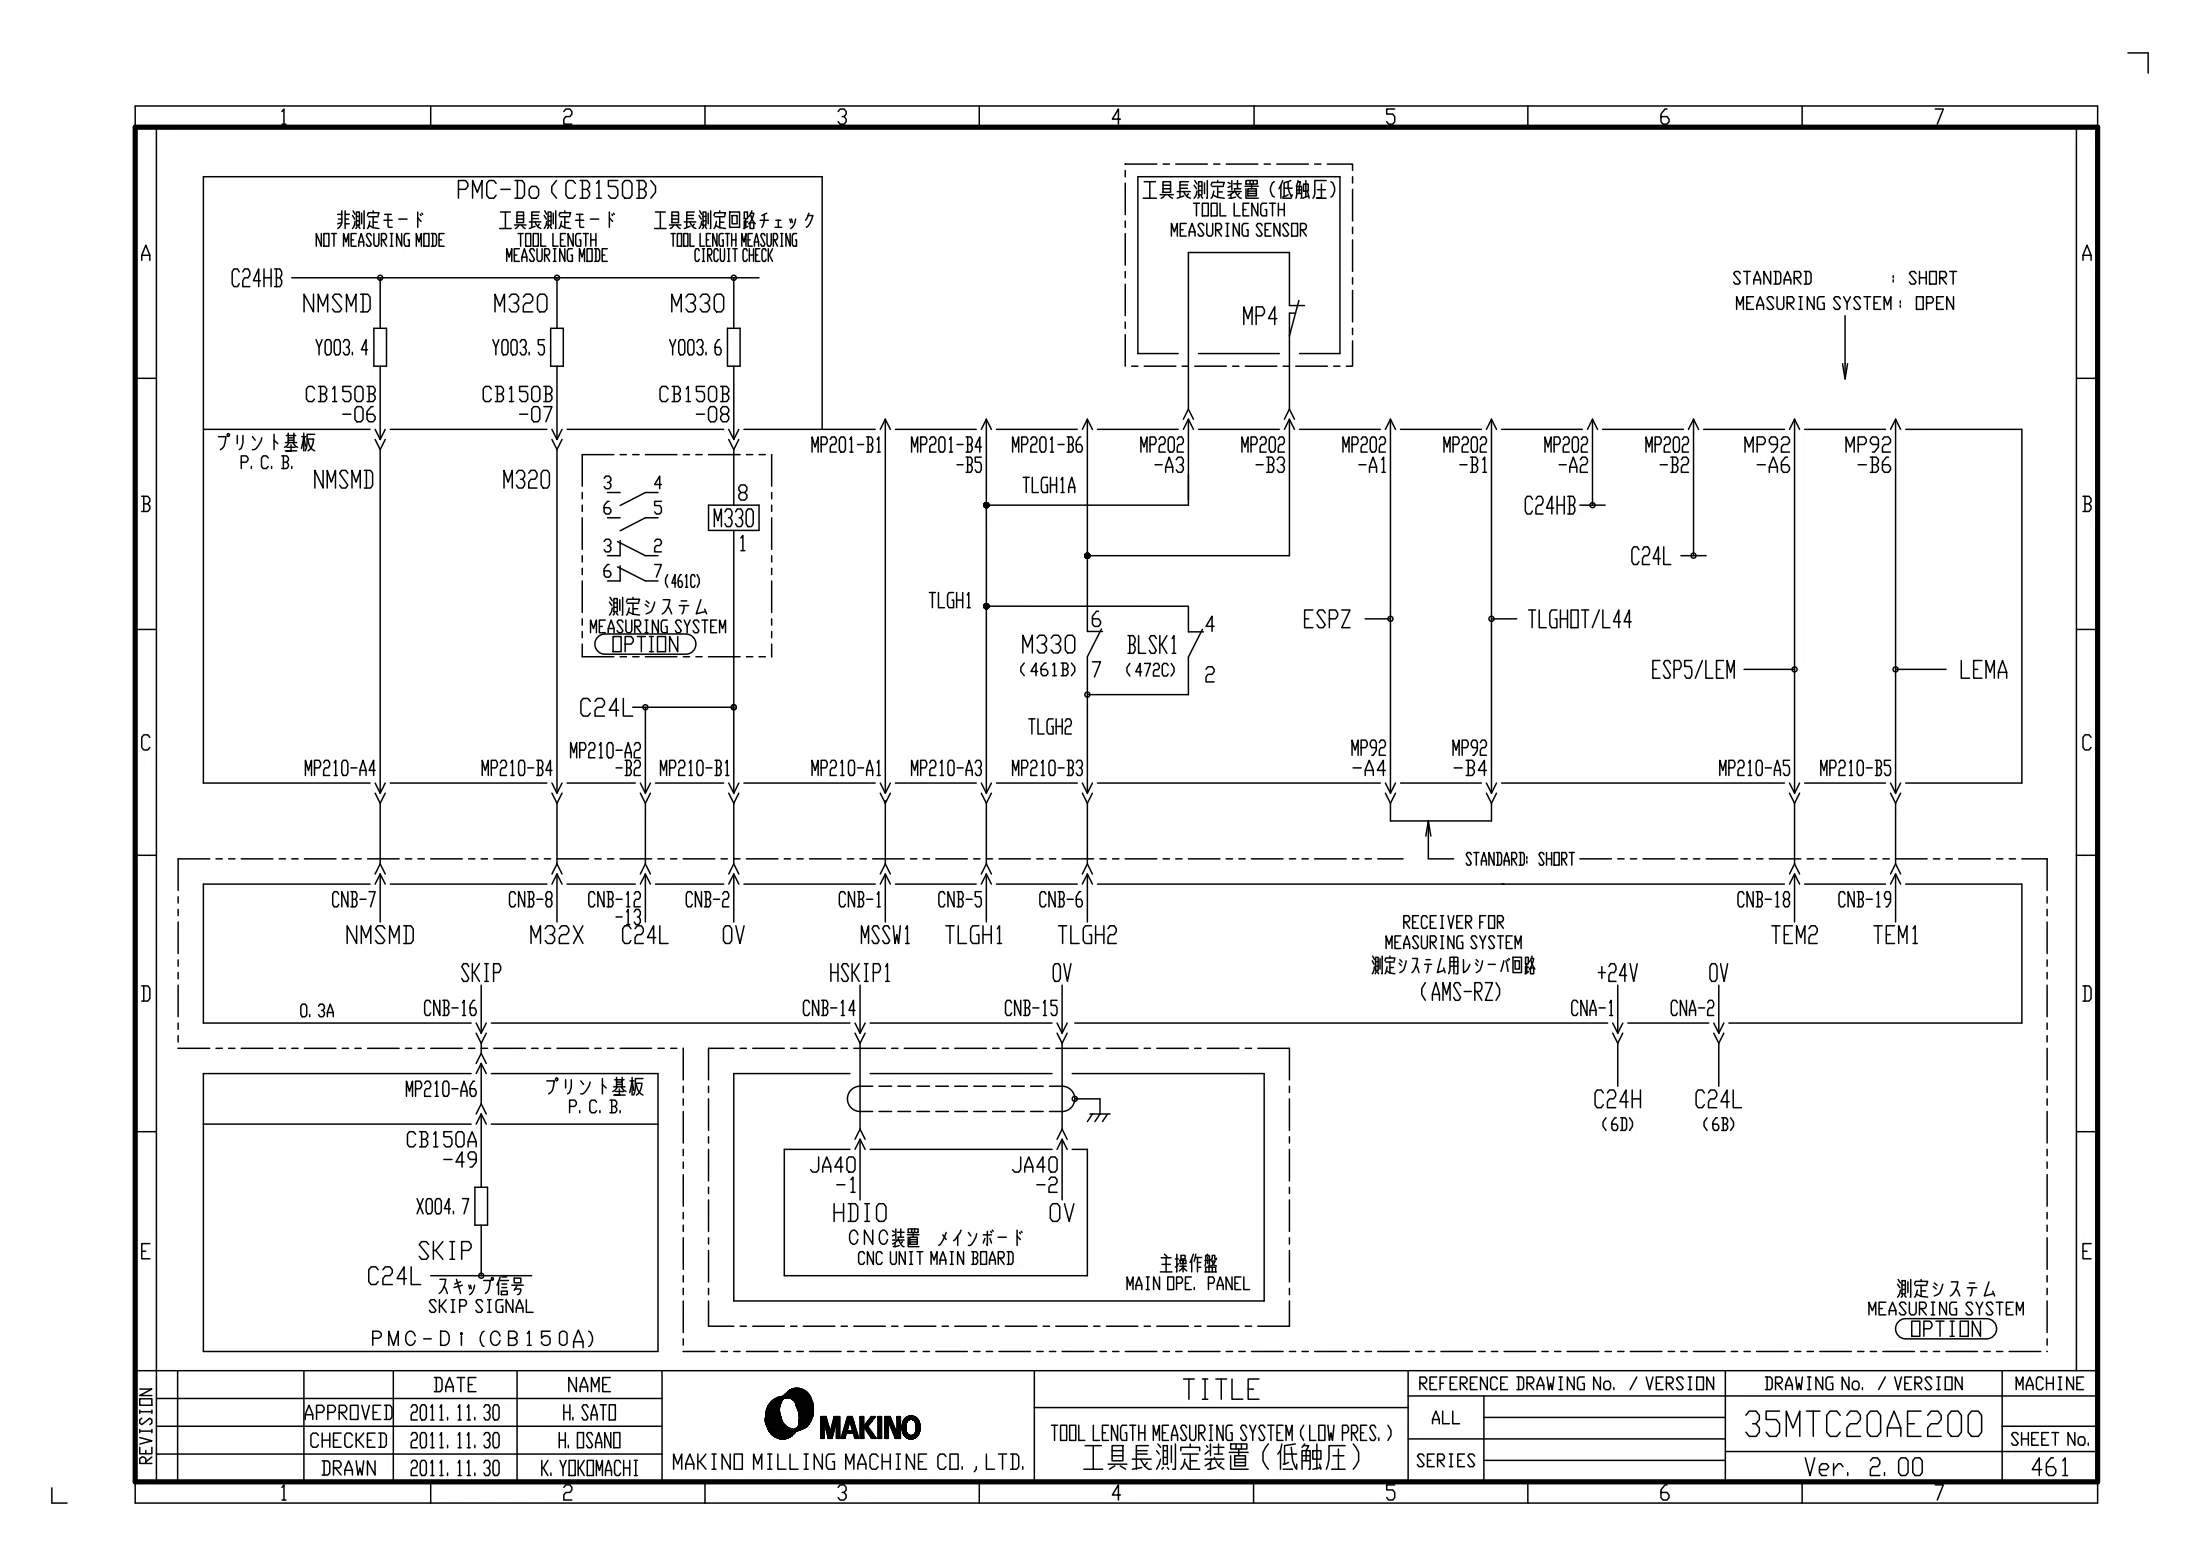 1 2 3 4 5 6 7
PMC-Do(CB150B)
非測定モード
NOT MEASURING MODE
工具長測定モード
TOOL LENGTH
MEASURING MODE
工具長測定回路チェック
TOOL LENGTH MEASURING
CIRCUIT CHECK
C24HB
NMSMD M320 M330
Y003.4 Y003.5 Y003.6
CB150B
-06
CB150B
-07
CB150B
-08
工具長測定装置(低触圧)
TOOL LENGTH
MEASURING SENSOR
MP4
STANDARD : SHORT
MEASURING SYSTEM : OPEN
A A
プリント基板
P. C. B.
NMSMD
M320
MP201-B1
MP201-B4
-B5
MP201-B6
MP202
-A3
MP202
-B3
MP202
-A1
MP202
-B1
MP202
-A2
MP202
-B2
MP92
-A6
MP92
-B6
3 4
6 5
3 2
6 7 (461C)
8
M330
1
測定システム
MEASURING SYSTEM
OPTION
TLGH1A
C24HB
C24L
B B
TLGH1
6
M330
(461B)
7
4
BLSK1
(472C)
2
TLGH2
ESPZ
TLGHOT/L44
ESP5/LEM
LEMA
C24L
C C
MP210-A4
MP210-B4
MP210-A2
-B2
MP210-B1
MP210-A1
MP210-A3
MP210-B3
MP92
-A4
MP92
-B4
MP210-A5
MP210-B5
STANDARD: SHORT
CNB-7
CNB-8
CNB-12
-13
CNB-2
CNB-1
CNB-5
CNB-6
CNB-18
CNB-19
NMSMD M32X C24L 0V MSSW1 TLGH1 TLGH2 TEM2 TEM1
RECEIVER FOR
MEASURING SYSTEM
測定システム用レシーバ回路
(AMS-RZ)
SKIP HSKIP1 0V +24V 0V
0.3A
CNB-16 CNB-14 CNB-15 CNA-1 CNA-2
D D
C24H
(6D)
C24L
(6B)
MP210-A6
プリント基板
P. C. B.
CB150A
-49
X004.7
SKIP
C24L
スキップ信号
SKIP SIGNAL
PMC-Di(CB150A)
JA40
-1
JA40
-2
HDI0
0V
CNC装置 メインボード
CNC UNIT MAIN BOARD
主操作盤
MAIN OPE. PANEL
測定システム
MEASURING SYSTEM
OPTION
E E
REVISION
DATE NAME
APPROVED 2011.11.30 H. SATO
CHECKED 2011.11.30 H. OSANO
DRAWN 2011.11.30 K. YOKOMACHI
MAKINO
MAKINO MILLING MACHINE CO.,LTD.
TITLE
TOOL LENGTH MEASURING SYSTEM(LOW PRES.)
工具長測定装置(低触圧)
REFERENCE DRAWING No. / VERSION
ALL
SERIES
DRAWING No. / VERSION
35MTC20AE200
Ver. 2.00
MACHINE
SHEET No.
461
1 2 3 4 5 6 7